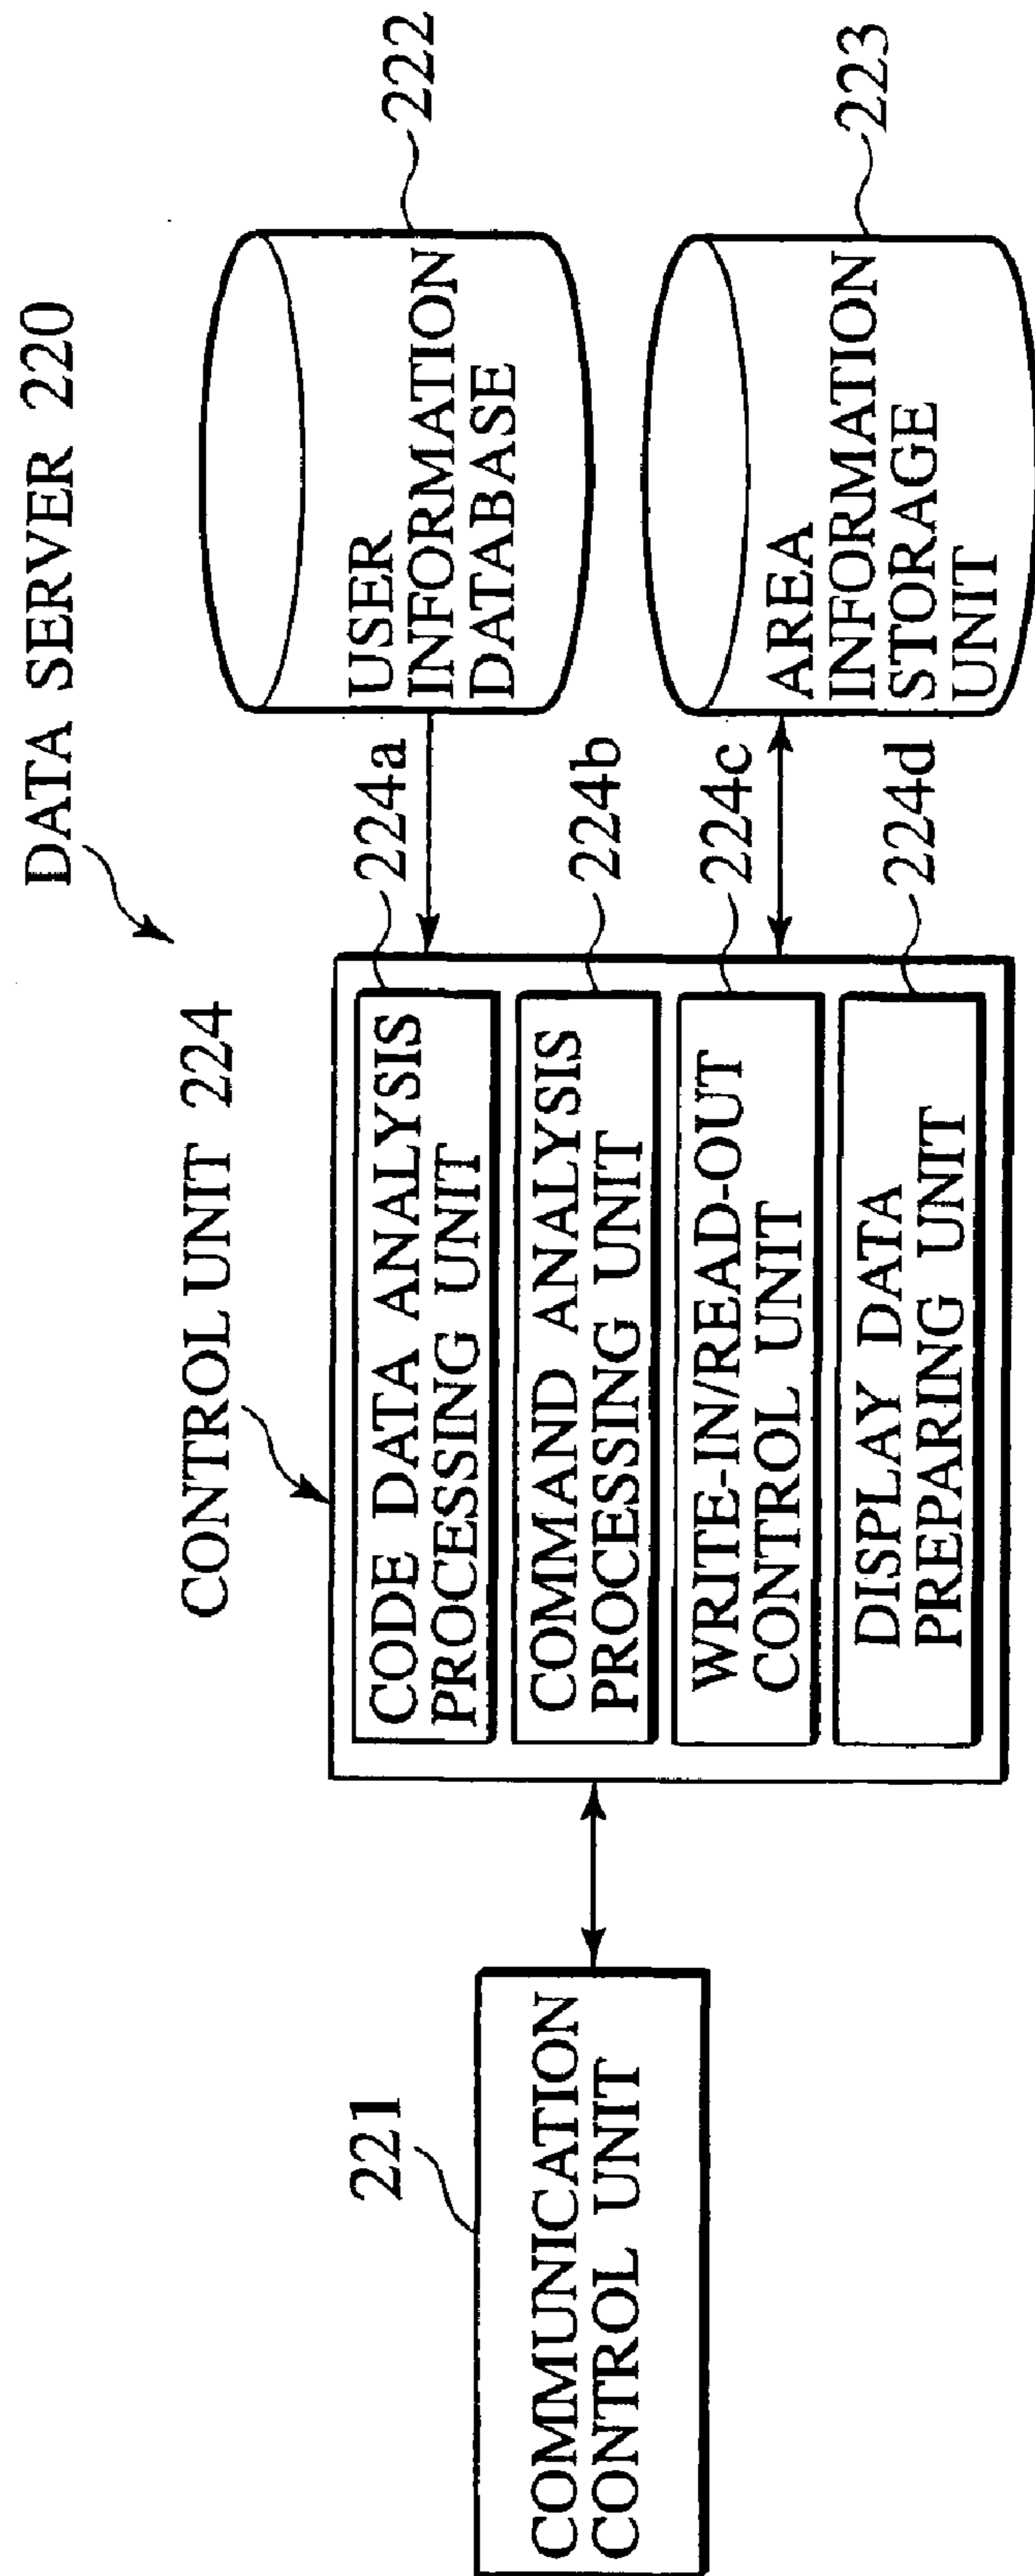 DATA SERVER 220
CONTROL UNIT 224
221
COMMUNICATION
CONTROL UNIT
CODE DATA ANALYSIS
PROCESSING UNIT
224a
COMMAND ANALYSIS
PROCESSING UNIT
224b
WRITE-IN/READ-OUT
CONTROL UNIT
224c
DISPLAY DATA
PREPARING UNIT
224d
USER
INFORMATION
DATABASE
222
AREA
INFORMATION
STORAGE
UNIT
223